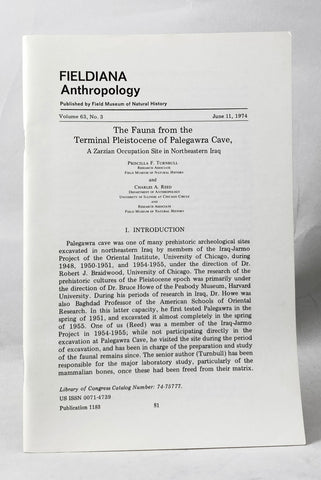 FIELDIANA
Anthropology
Published by Field Museum of Natural History
Volume 63, No. 3 June 11, 1974
The Fauna from the
Terminal Pleistocene of Palegawra Cave,
A Zarzian Occupation Site in Northeastern Iraq
PRISCILLA F. TURNBULL
RESEARCH ASSOCIATE
FIELD MUSEUM OF NATURAL HISTORY
and
CHARLES A. REED
DEPARTMENT OF ANTHROPOLOGY
UNIVERSITY OF ILLINOIS AT CHICAGO CIRCLE
and
RESEARCH ASSOCIATE
FIELD MUSEUM OF NATURAL HISTORY
I. INTRODUCTION
Palegawra cave was one of many prehistoric archeological sites
excavated in northeastern Iraq by members of the Iraq-Jarmo
Project of the Oriental Institute, University of Chicago, during
1948, 1950-1951, and 1954-1955, under the direction of Dr.
Robert J. Braidwood, University of Chicago. The research of the
prehistoric cultures of the Pleistocene epoch was primarily under
the direction of Dr. Bruce Howe of the Peabody Museum, Harvard
University. During his periods of research in Iraq, Dr. Howe was
also Baghdad Professor of the American Schools of Oriental
Research. In this latter capacity, he first tested Palegawra in the
spring of 1951, and excavated it almost completely in the spring
of 1955. One of us (Reed) was a member of the Iraq-Jarmo
Project in 1954-1955; while not participating directly in the
excavation at Palegawra Cave, he visited the site during the period
of excavation, and has been in charge of the preparation and study
of the faunal remains since. The senior author (Turnbull) has been
responsible for the major laboratory study, particularly of the
mammalian bones, once these had been freed from their matrix.
Library of Congress Catalog Number: 74-75777.
US ISSN 0071-4739
Publication 1183 81